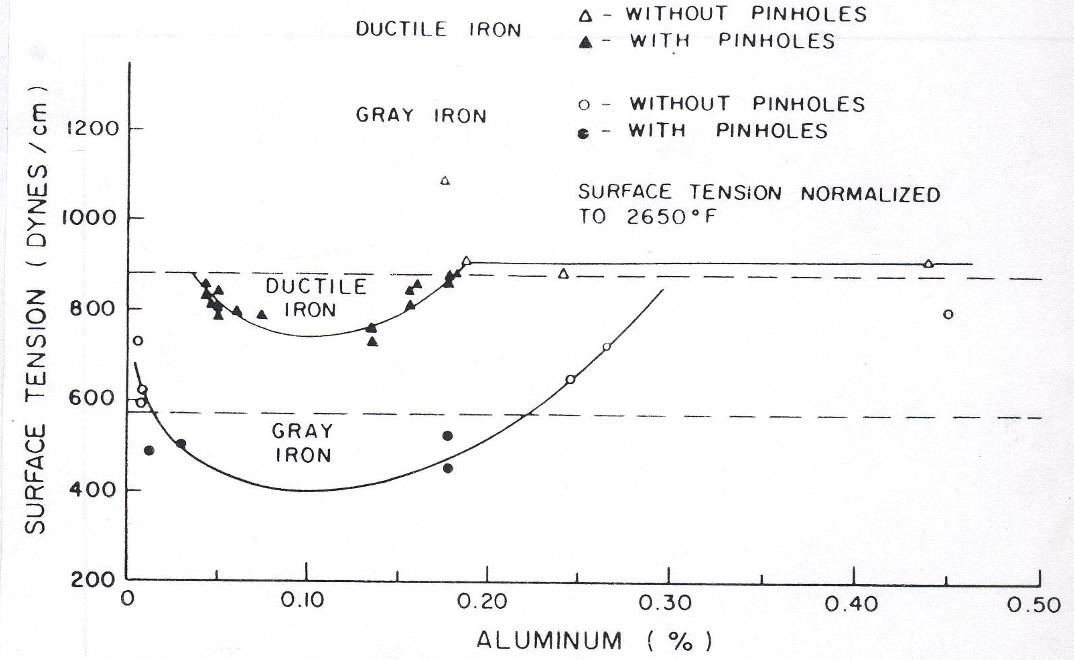 DUCTILE IRON
△ - WITHOUT PINHOLES
▲ - WITH PINHOLES
GRAY IRON
○ - WITHOUT PINHOLES
● - WITH PINHOLES
SURFACE TENSION NORMALIZED
TO 2650°F
SURFACE TENSION (DYNES/cm)
1200
1000
800
600
400
200
DUCTILE
IRON
GRAY
IRON
0
0.10
0.20
0.30
0.40
0.50
ALUMINUM (%)